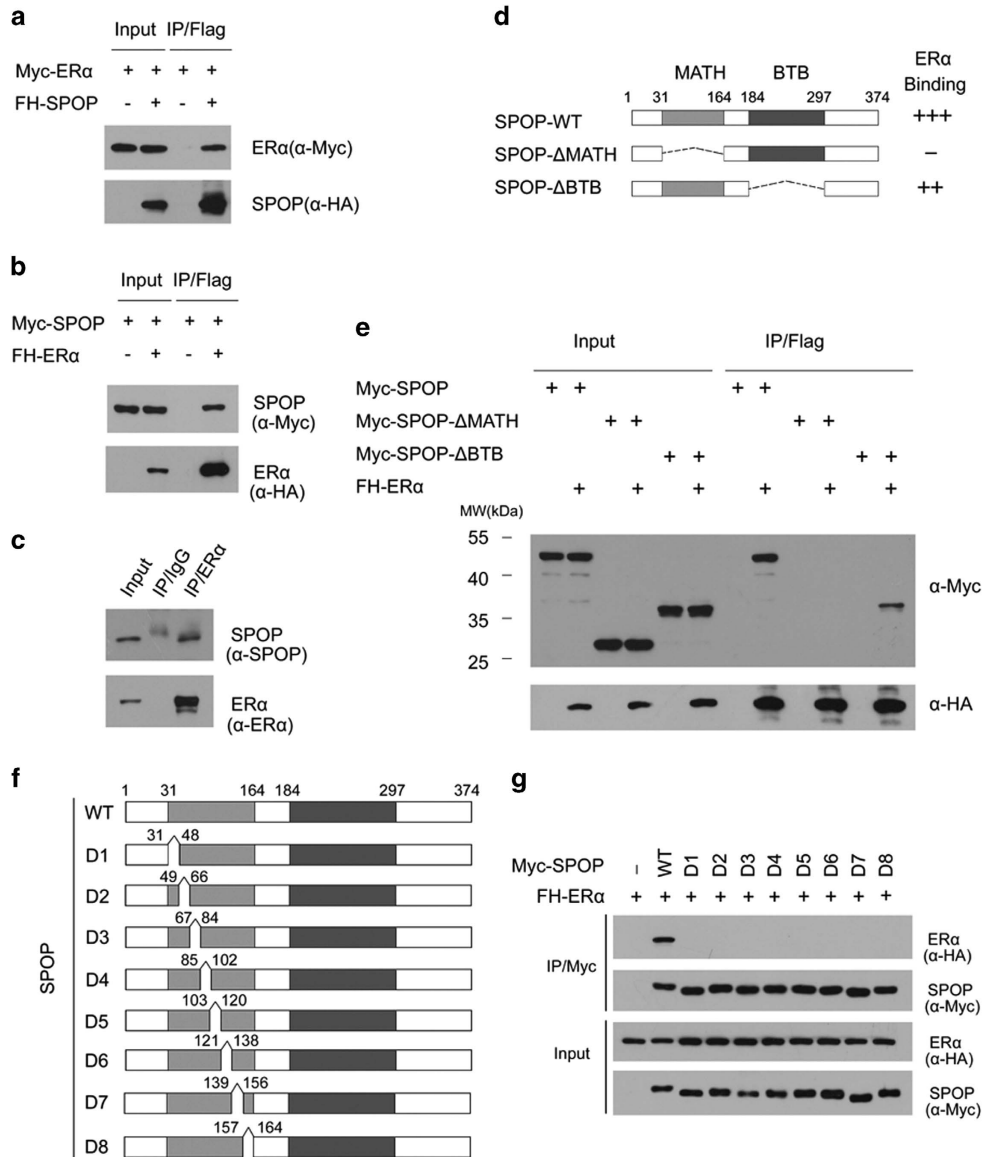 a
Input IP/Flag
Myc-ERα + + + +
FH-SPOP - + - +
ERα(α-Myc)
SPOP(α-HA)
b
Input IP/Flag
Myc-SPOP + + + +
FH-ERα - + - +
SPOP
(α-Myc)
ERα
(α-HA)
c
Input IP/IgG IP/ERα
SPOP
(α-SPOP)
ERα
(α-ERα)
d
MATH BTB ERα
Binding
1 31 164 184 297 374
SPOP-WT +++
SPOP-ΔMATH –
SPOP-ΔBTB ++
e
Input IP/Flag
Myc-SPOP + + + +
Myc-SPOP-ΔMATH + + + +
Myc-SPOP-ΔBTB + + + +
FH-ERα + + + + + +
MW(kDa)
55 –
40 –
35 –
25 –
α-Myc
α-HA
f
SPOP
1 31 164 184 297 374
WT
31 48
D1
49 66
D2
67 84
D3
85 102
D4
103 120
D5
121 138
D6
139 156
D7
157 164
D8
g
Myc-SPOP – WT D1 D2 D3 D4 D5 D6 D7 D8
FH-ERα + + + + + + + + + +
IP/Myc
ERα
(α-HA)
SPOP
(α-Myc)
Input
ERα
(α-HA)
SPOP
(α-Myc)